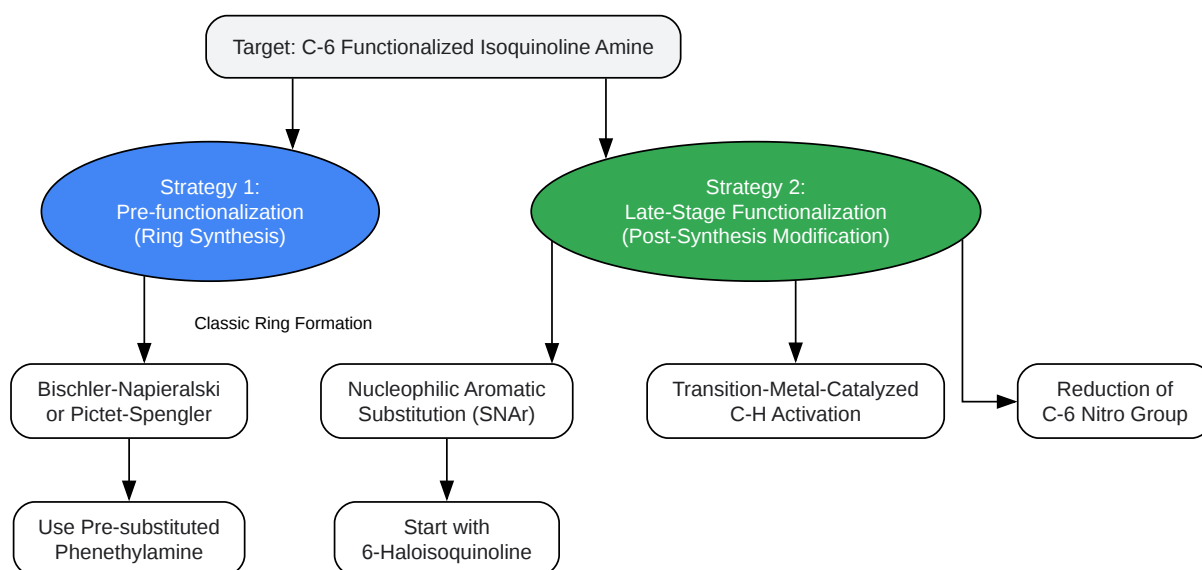 Target: C-6 Functionalized Isoquinoline Amine
Strategy 1:
Pre-functionalization
(Ring Synthesis)
Strategy 2:
Late-Stage Functionalization
(Post-Synthesis Modification)
Classic Ring Formation
Bischler-Napieralski
or Pictet-Spengler
Nucleophilic Aromatic
Substitution (SNAr)
Transition-Metal-Catalyzed
C-H Activation
Reduction of
C-6 Nitro Group
Use Pre-substituted
Phenethylamine
Start with
6-Haloisoquinoline